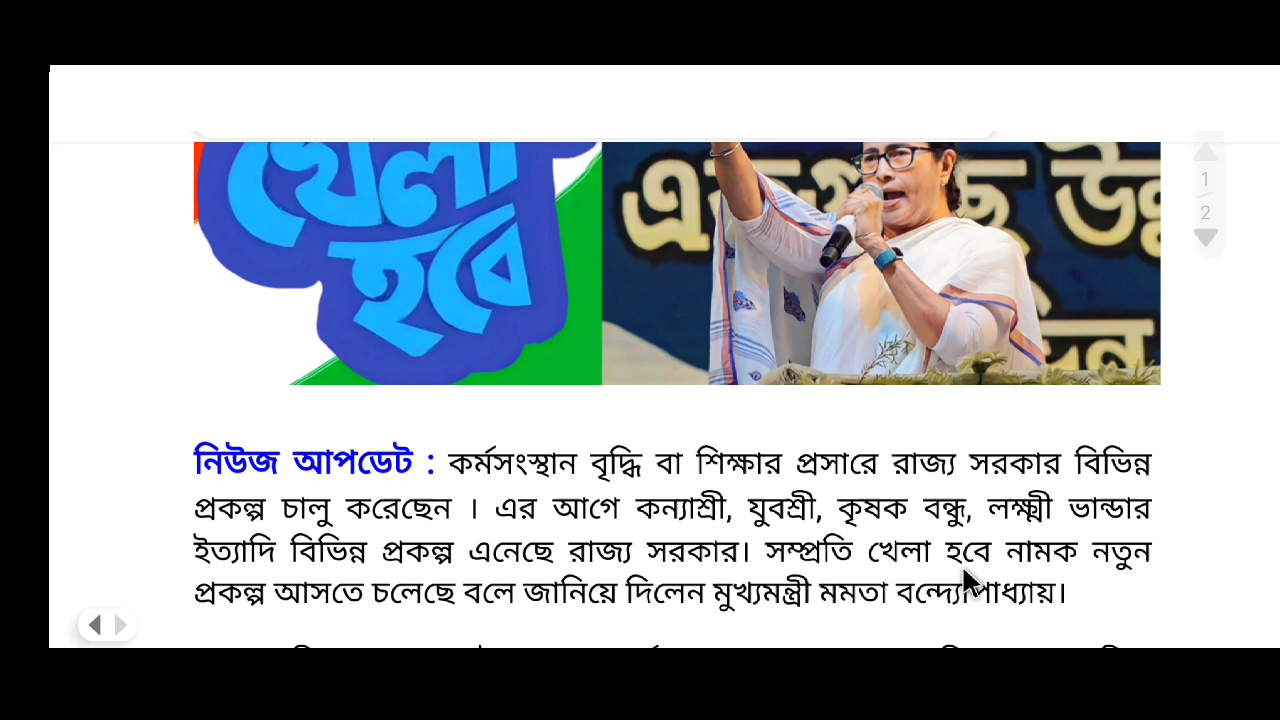 খেলা
হবে
নিউজ আপডেট : কর্মসংস্থান বৃদ্ধি বা শিক্ষার প্রসারে রাজ্য সরকার বিভিন্ন
প্রকল্প চালু করেছেন । এর আগে কন্যাশ্রী, যুবশ্রী, কৃষক বন্ধু, লক্ষ্মী ভান্ডার
ইত্যাদি বিভিন্ন প্রকল্প এনেছে রাজ্য সরকার। সম্প্রতি খেলা হবে নামক নতুন
প্রকল্প আসতে চলেছে বলে জানিয়ে দিলেন মুখ্যমন্ত্রী মমতা বন্দ্যোপাধ্যায়।
1
2